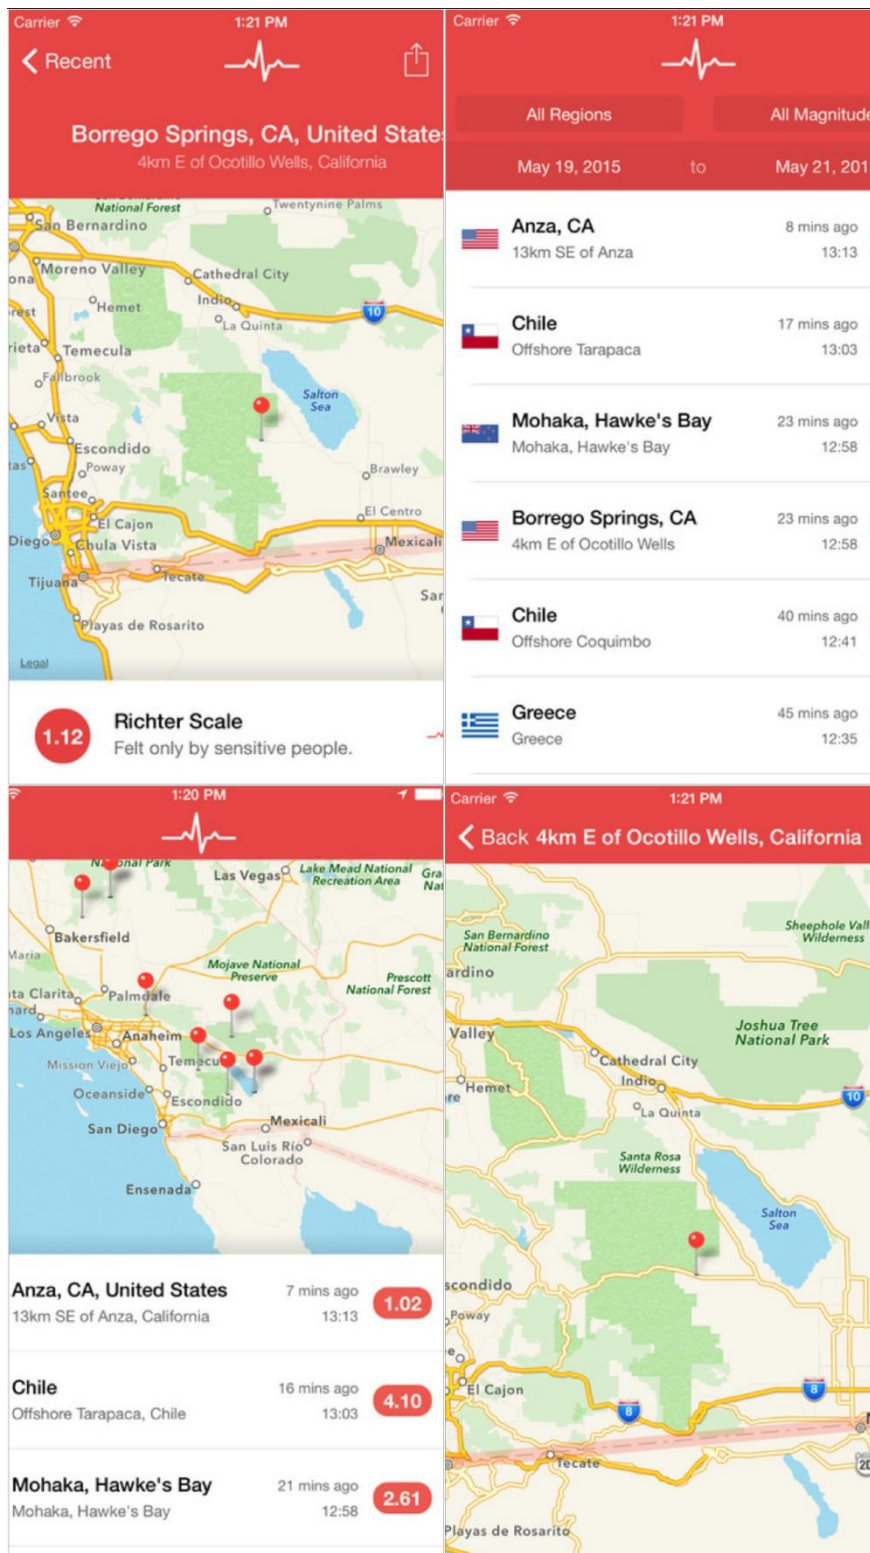 Carrier 1:21 PM
Recent
Borrego Springs, CA, United States
4km E of Ocotillo Wells, California
National Forest
Twentynine Palms
San Bernardino
Moreno Valley
Cathedral City
Hemet
Indio
10
La Quinta
Temecula
Fallbrook
Salton
Sea
Vista
Escondido
Poway
Brawley
Santee
El Centro
El Cajon
Diego
Chula Vista
Mexicali
Tijuana
Tecate
Playas de Rosarito
Legal
1.12
Richter Scale
Felt only by sensitive people.
Carrier 1:21 PM
All Regions All Magnitude
May 19, 2015 to May 21, 201
Anza, CA 8 mins ago
13km SE of Anza 13:13
Chile 17 mins ago
Offshore Tarapaca 13:03
Mohaka, Hawke's Bay 23 mins ago
Mohaka, Hawke's Bay 12:58
Borrego Springs, CA 23 mins ago
4km E of Ocotillo Wells 12:58
Chile 40 mins ago
Offshore Coquimbo 12:41
Greece 45 mins ago
Greece 12:35
1:20 PM
National Park
Las Vegas
Lake Mead National
Recreation Area
Bakersfield
Maria
Mojave National
Preserve
Prescott
National Forest
ta Clarita
Palmdale
Los Angeles
Anaheim
Mission Viejo
Temecu
Oceanside
Escondido
San Diego
Mexicali
San Luis Río
Colorado
Ensenada
Anza, CA, United States 7 mins ago 1.02
13km SE of Anza, California 13:13
Chile 16 mins ago 4.10
Offshore Tarapaca, Chile 13:03
Mohaka, Hawke's Bay 21 mins ago 2.61
Mohaka, Hawke's Bay 12:58
Carrier 1:21 PM
Back 4km E of Ocotillo Wells, California
San Bernardino
National Forest
Sheephole Vall
Wilderness
ardino
Valley
Joshua Tree
National Park
Cathedral City
Hemet
Indio
10
La Quinta
Santa Rosa
Wilderness
Salton
Sea
scondido
Poway
El Cajon
8
8
Tecate
Playas de Rosarito